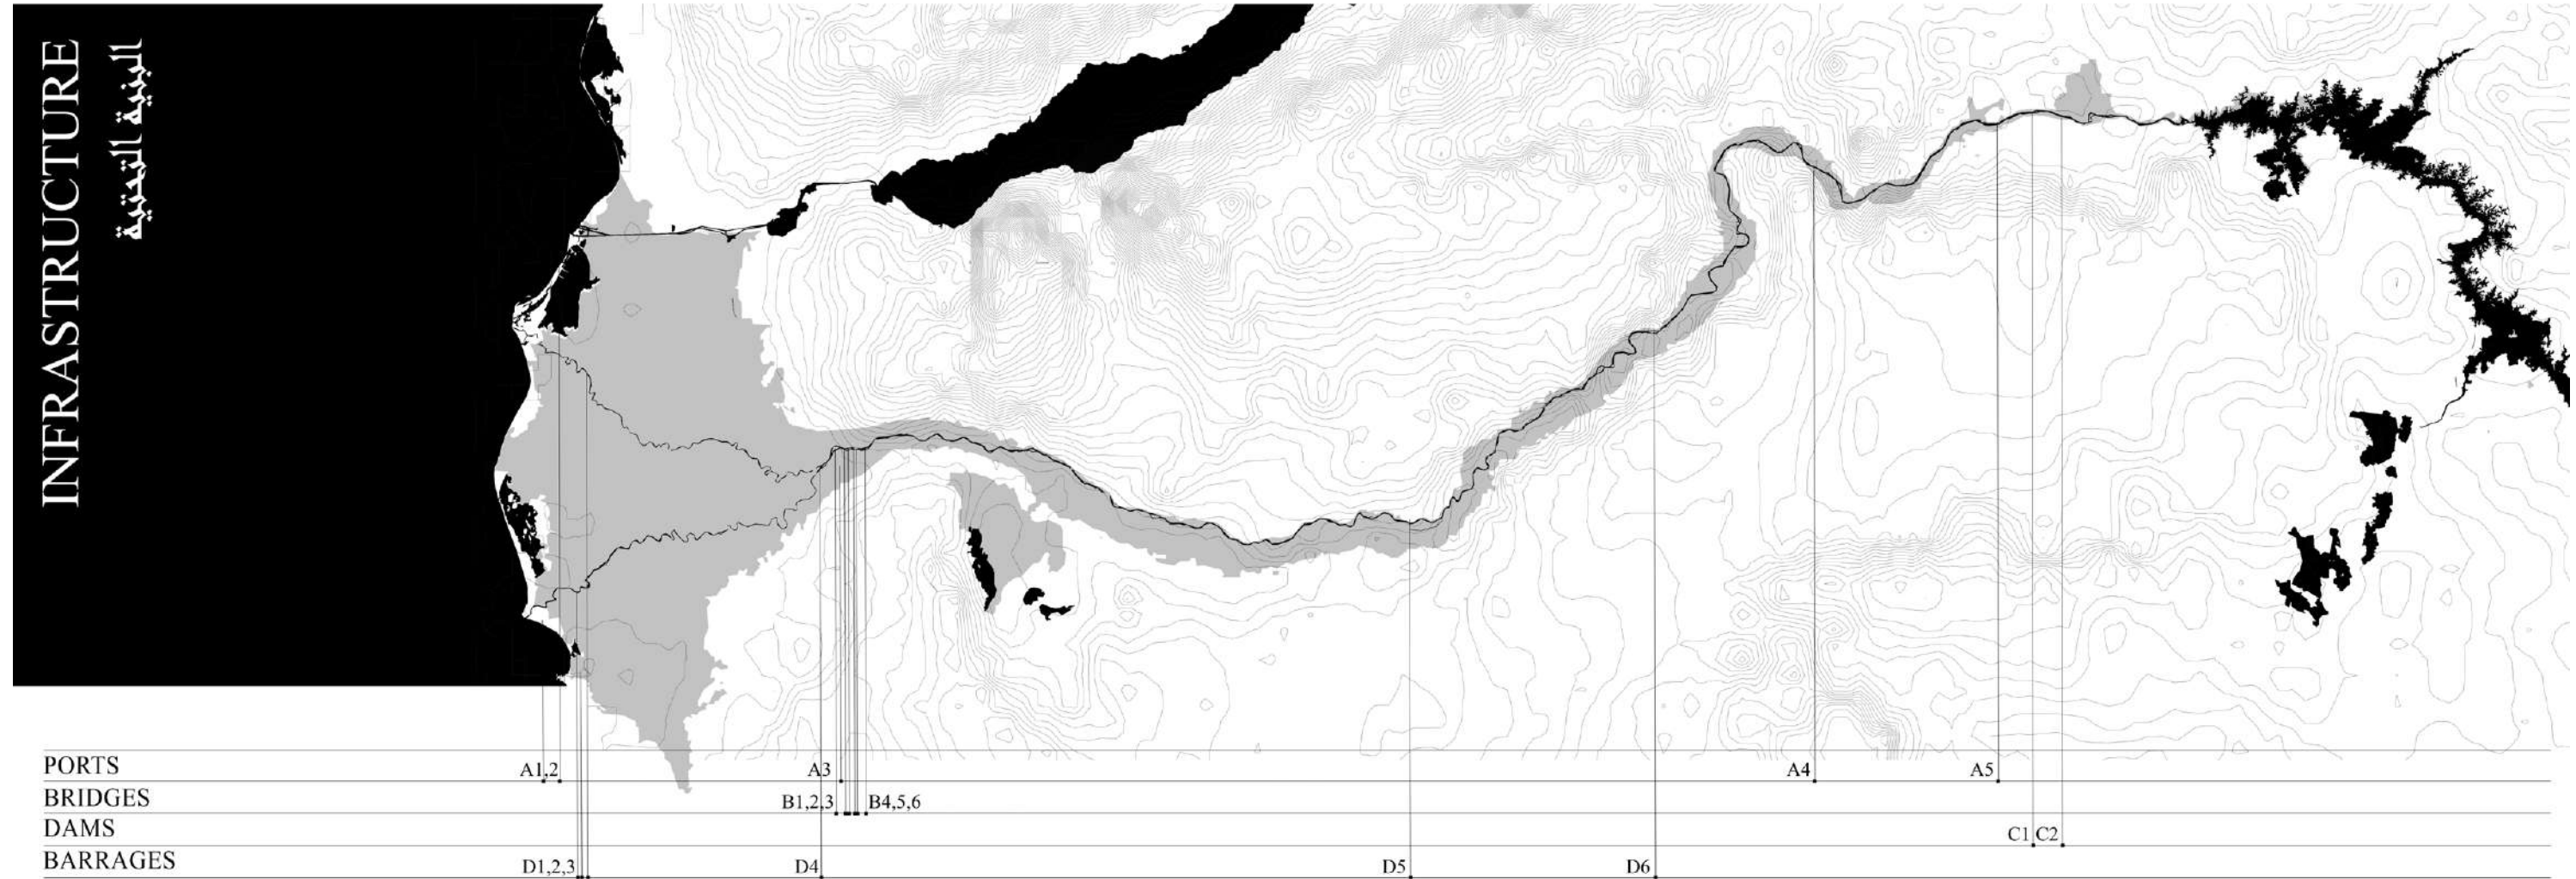 INFRASTRUCTURE
البنية التحتية
PORTS A1,2 A3 A4 A5
BRIDGES B1,2,3 B4,5,6
DAMS C1 C2
BARRAGES D1,2,3 D4 D5 D6